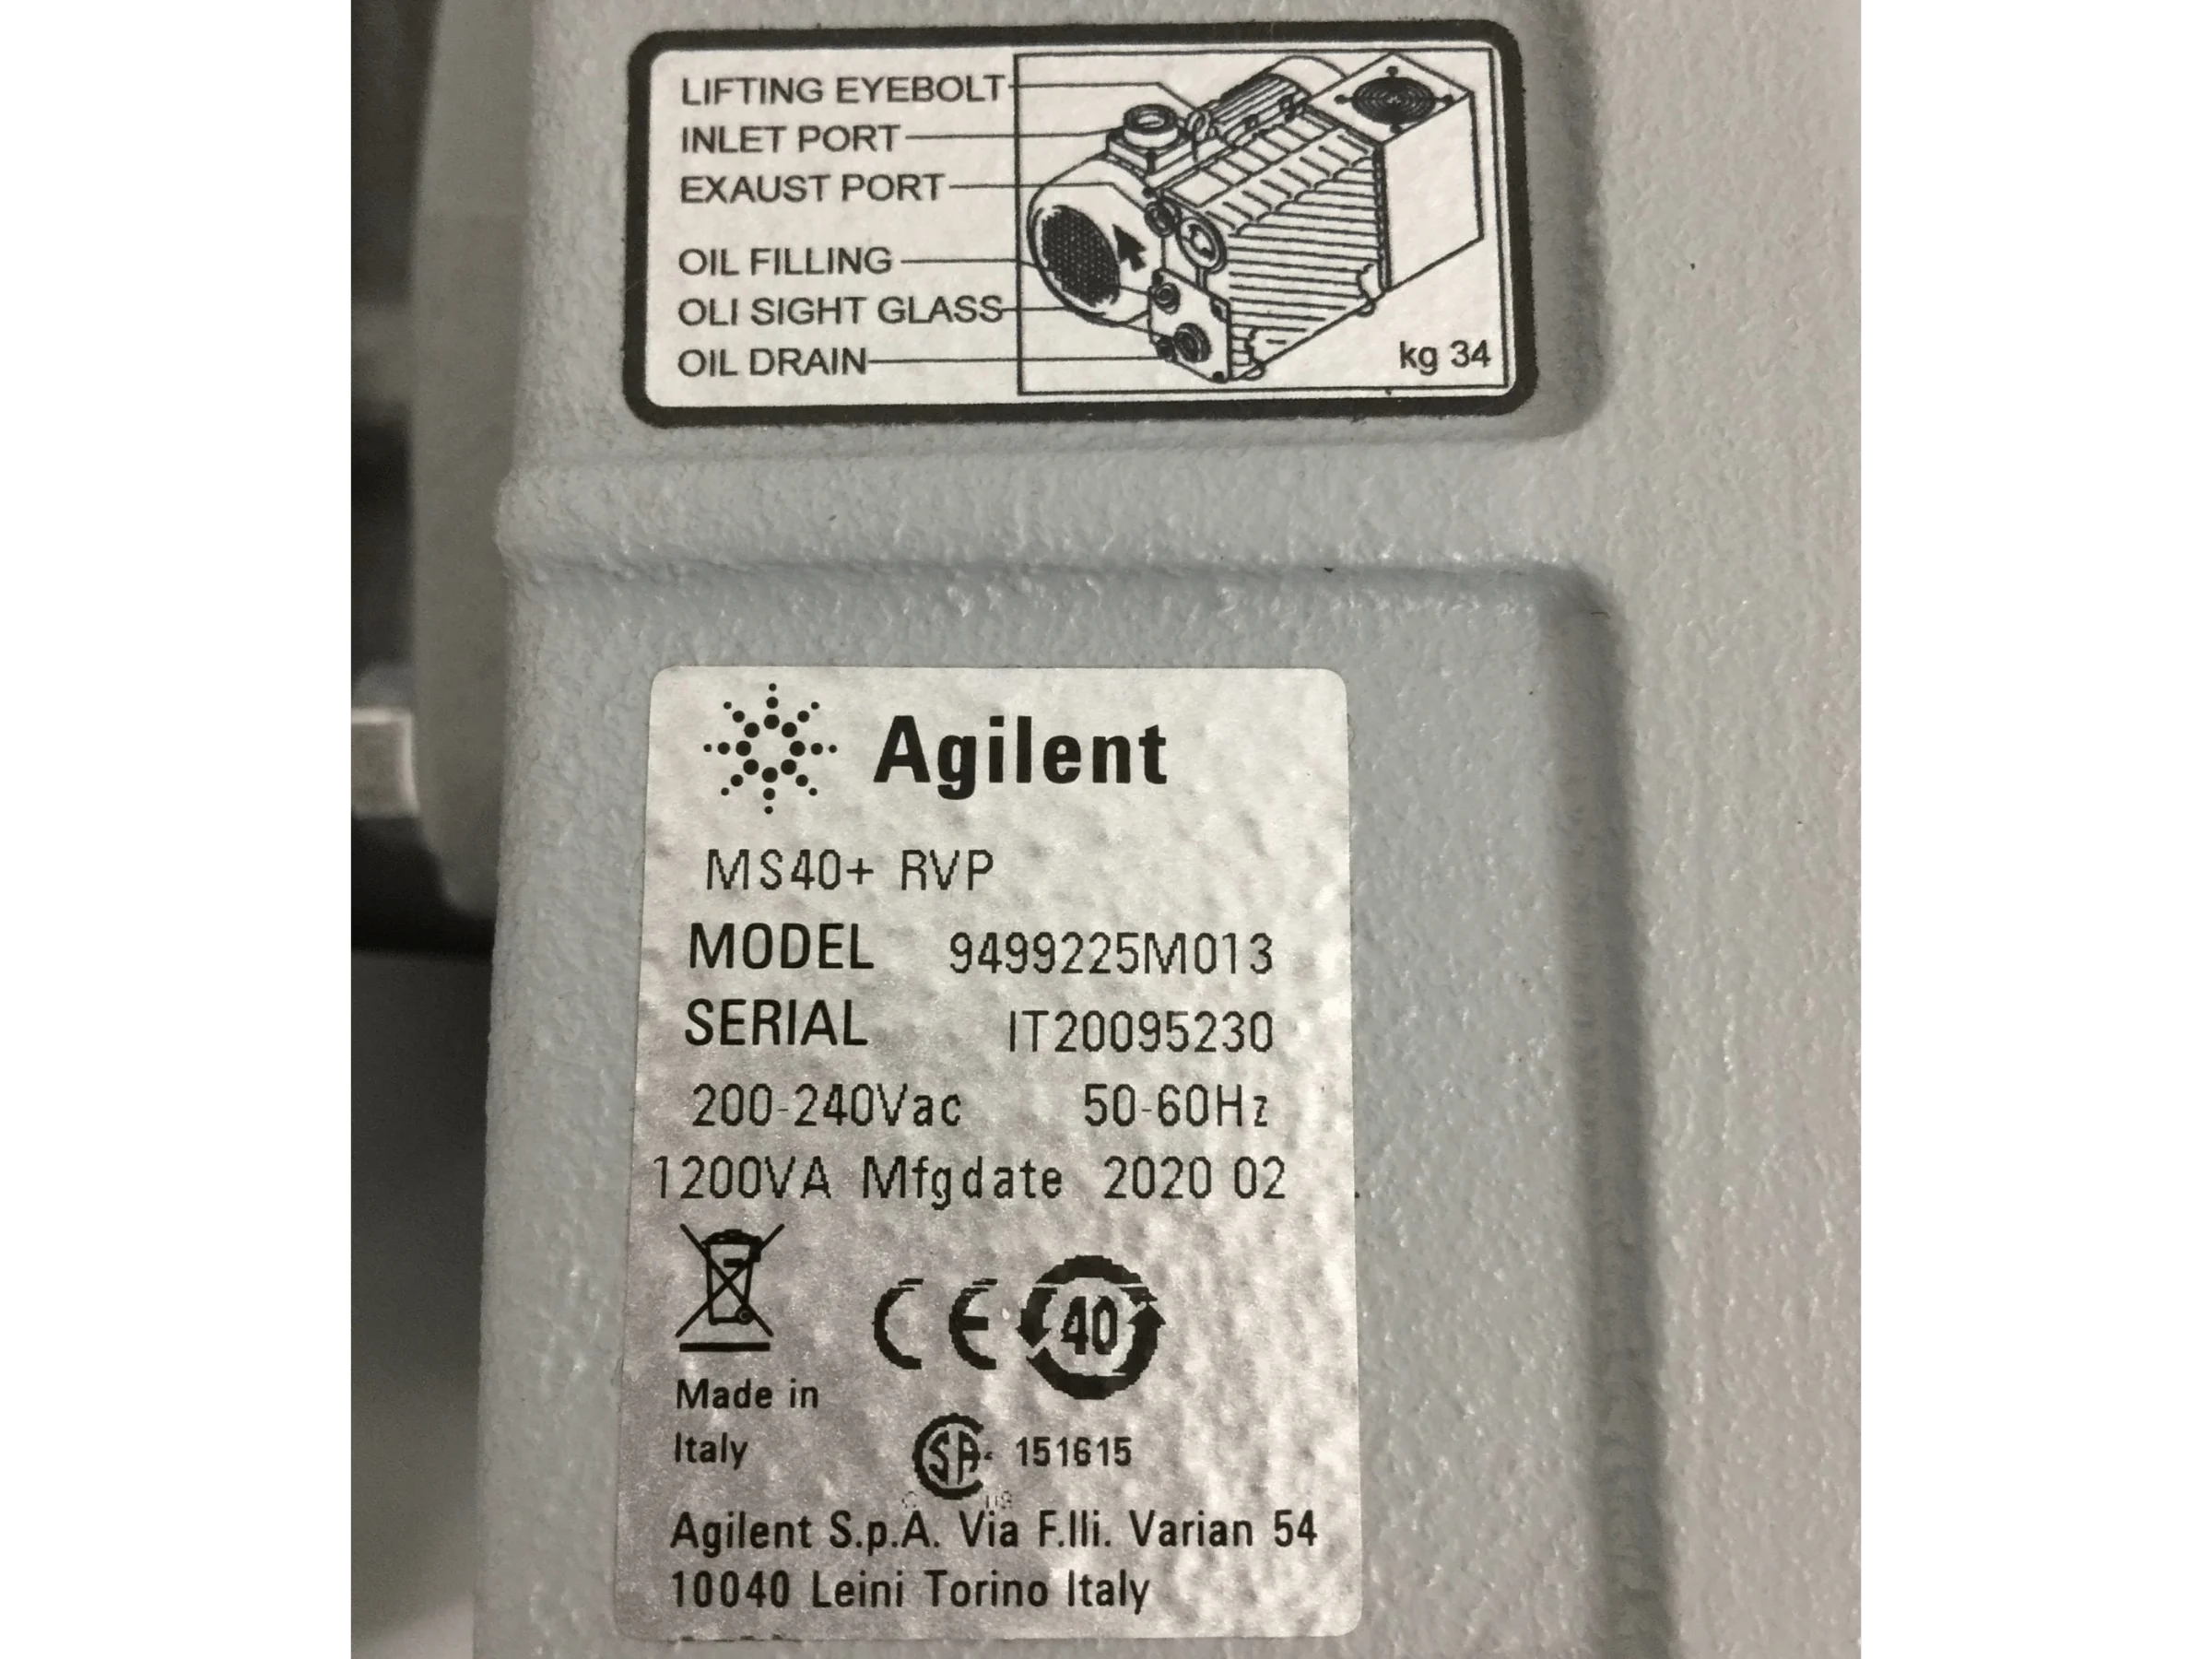 LIFTING EYEBOLT
INLET PORT
EXAUST PORT
OIL FILLING
OLI SIGHT GLASS
OIL DRAIN
kg 34
Agilent
MS40+ RVP
MODEL 9499225M013
SERIAL IT20095230
200-240Vac 50-60Hz
1200VA Mfgdate 2020 02
CE 40
Made in
Italy
SA 151615
C US
Agilent S.p.A. Via F.lli. Varian 54
10040 Leini Torino Italy